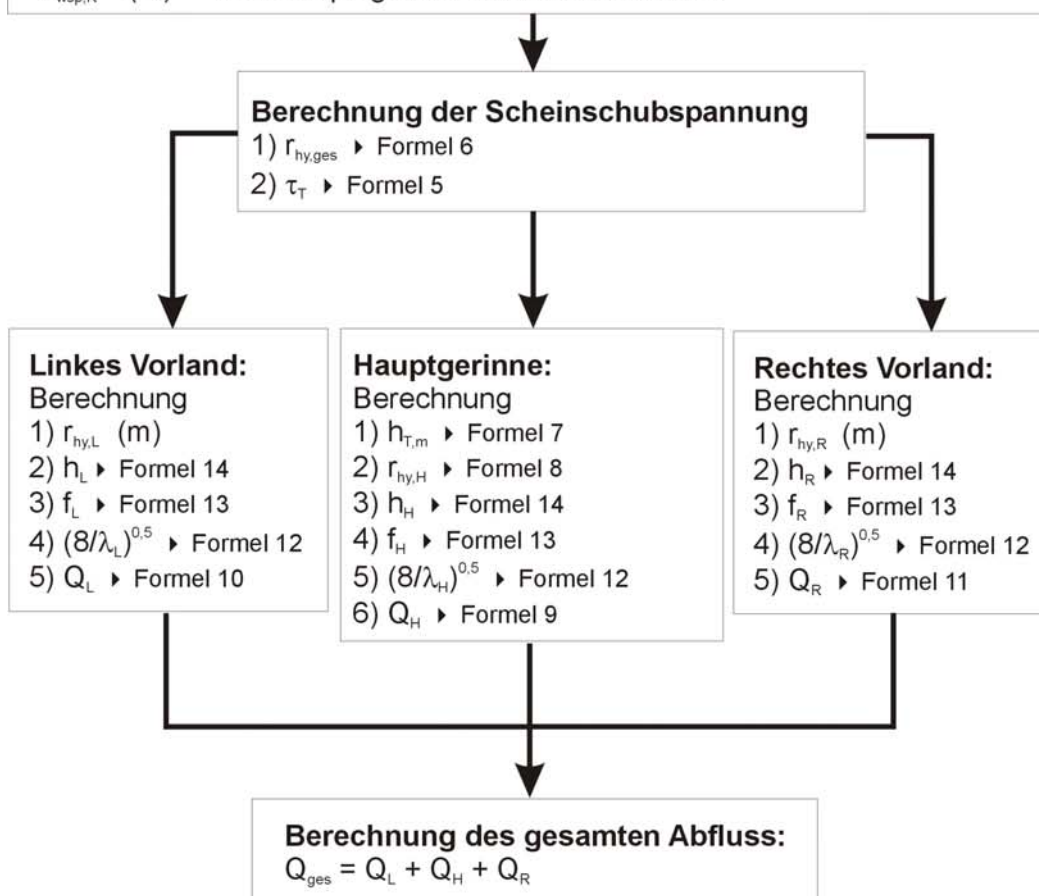 Berechnung der Scheinschubspannung
1) r_hy,ges ▸ Formel 6
2) τ_T ▸ Formel 5
Linkes Vorland:
Berechnung
1) r_hy,L (m)
2) h_L ▸ Formel 14
3) f_L ▸ Formel 13
4) (8/λ_L)^0,5 ▸ Formel 12
5) Q_L ▸ Formel 10
Hauptgerinne:
Berechnung
1) h_T,m ▸ Formel 7
2) r_hy,H ▸ Formel 8
3) h_H ▸ Formel 14
4) f_H ▸ Formel 13
5) (8/λ_H)^0,5 ▸ Formel 12
6) Q_H ▸ Formel 9
Rechtes Vorland:
Berechnung
1) r_hy,R (m)
2) h_R ▸ Formel 14
3) f_R ▸ Formel 13
4) (8/λ_R)^0,5 ▸ Formel 12
5) Q_R ▸ Formel 11
Berechnung des gesamten Abfluss:
Q_ges = Q_L + Q_H + Q_R